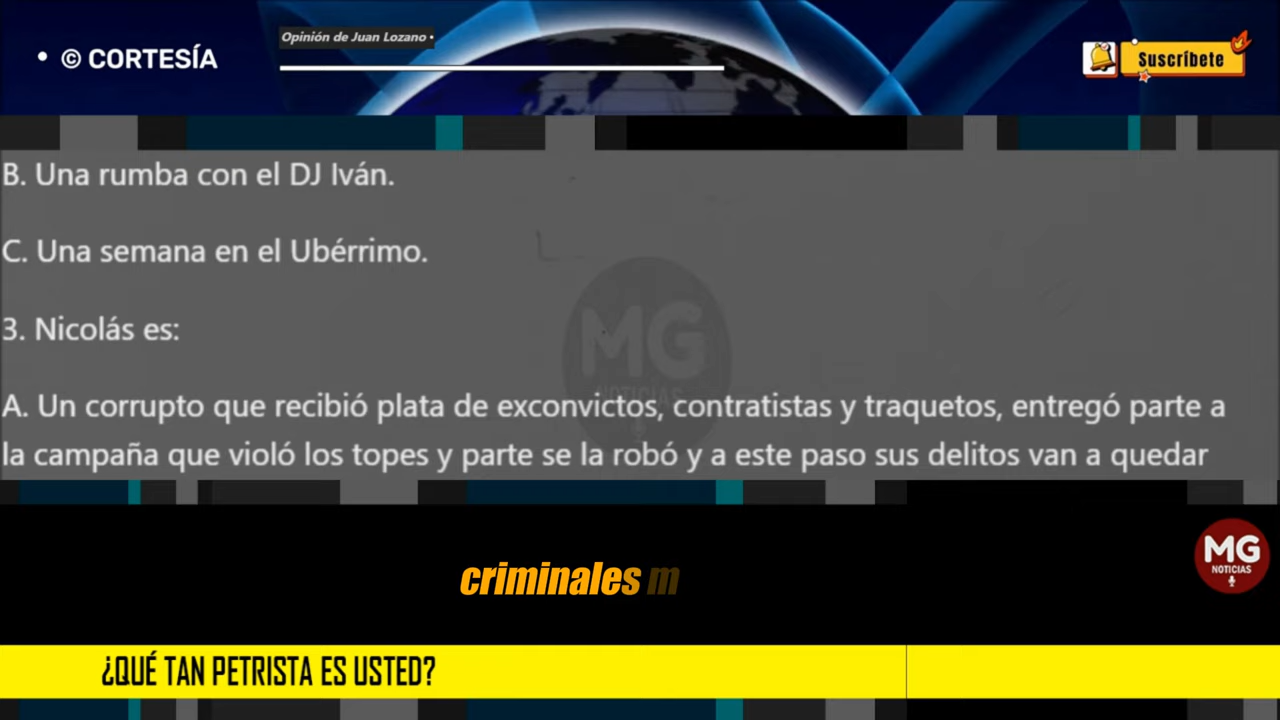 • © CORTESÍA
Opinión de Juan Lozano •
Suscríbete
B. Una rumba con el DJ Iván.
C. Una semana en el Ubérrimo.
3. Nicolás es:
MG
NOTICIAS
A. Un corrupto que recibió plata de exconvictos, contratistas y traquetos, entregó parte a
la campaña que violó los topes y parte se la robó y a este paso sus delitos van a quedar
criminales m
MG
NOTICIAS
¿QUÉ TAN PETRISTA ES USTED?